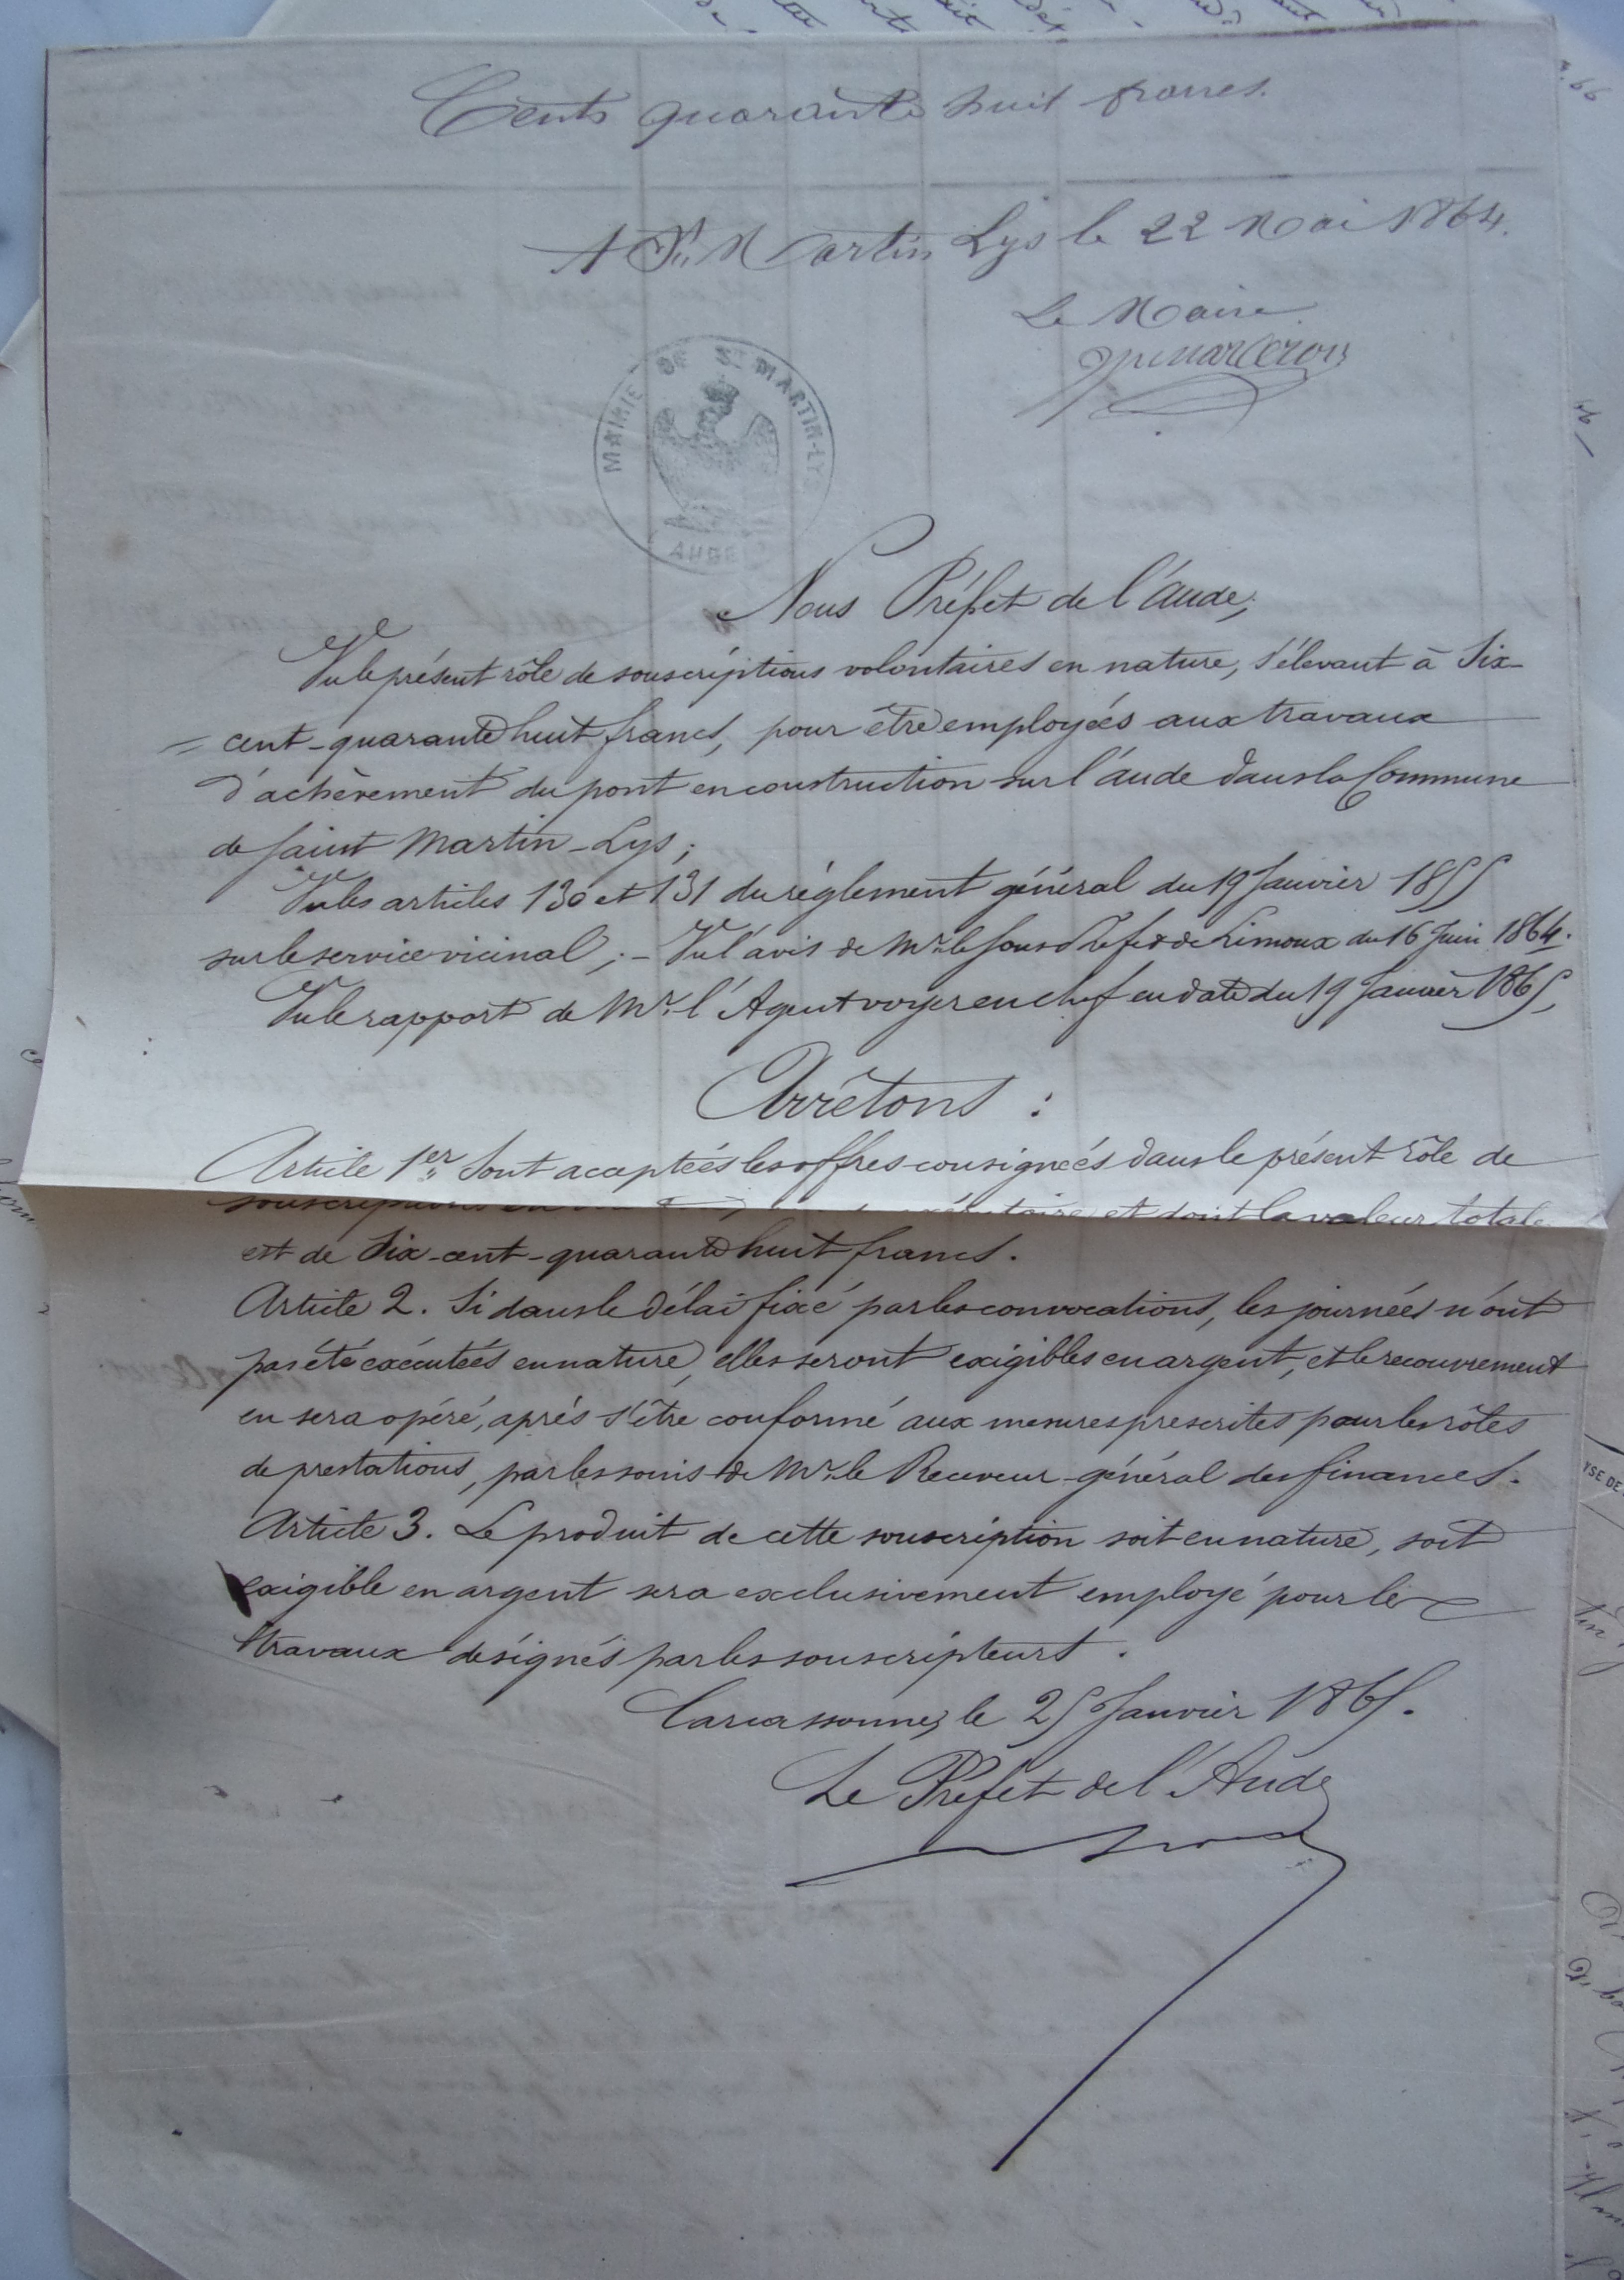 Cents quarante huit francs.
A St Martin Lys le 22 Mai 1864.
Le Maire
MAIRIE DE St MARTIN-LYS
AUDE
Nous Préfet de l'Aude,
Vu le présent rôle de souscriptions volontaires en nature, s'élevant à Six
= cent-quarante huit francs, pour être employées aux travaux
d'achèvement du pont en construction sur l'aude dans la Commune
de Saint Martin-Lys;
Vu les articles 130 et 131 du règlement général du 19 Janvier 1855
sur le service vicinal; - Vu l'avis de Mr. le Sous Préfet de Limoux du 16 Juin 1864.
Vu le rapport de Mr. l'Agent voyer en chef en date du 19 Janvier 1865,
Arrêtons :
Article 1er. Sont acceptées les offres consignées dans le présent rôle de
souscriptions en et dont la valeur totale
est de Six-cent-quarante huit francs.
Article 2. Si dans le délai fixé par les convocations, les journées n'ont
pas été exécutées en nature, elles seront exigibles en argent, et le recouvrement
en sera opéré, après s'être conformé aux mesures prescrites pour les rôles
de prestations, par les soins de Mr. le Receveur général des finances.
Article 3. Le produit de cette souscription soit en nature, soit
exigible en argent sera exclusivement employé pour les
travaux désignés par les souscripteurs.
Carcassonne, le 25 Janvier 1865.
Le Préfet de l'Aude